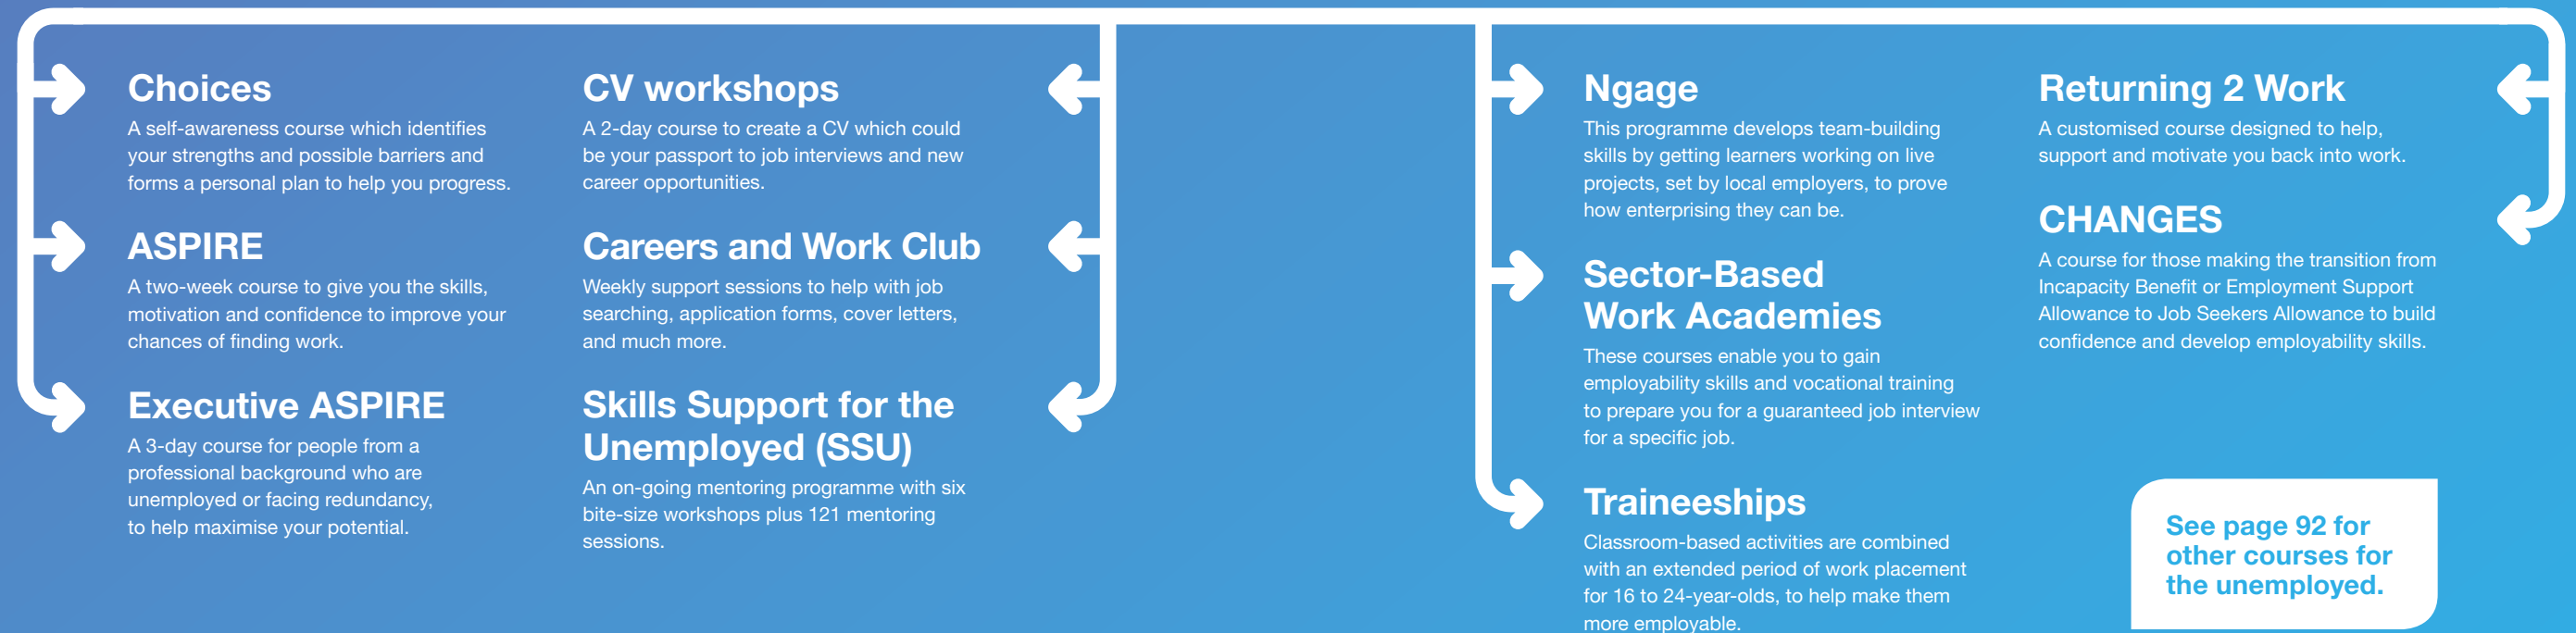 Choices
A self-awareness course which identifies
your strengths and possible barriers and
forms a personal plan to help you progress.
ASPIRE
A two-week course to give you the skills,
motivation and confidence to improve your
chances of finding work.
Executive ASPIRE
A 3-day course for people from a
professional background who are
unemployed or facing redundancy,
to help maximise your potential.
CV workshops
A 2-day course to create a CV which could
be your passport to job interviews and new
career opportunities.
Careers and Work Club
Weekly support sessions to help with job
searching, application forms, cover letters,
and much more.
Skills Support for the
Unemployed (SSU)
An on-going mentoring programme with six
bite-size workshops plus 121 mentoring
sessions.
Ngage
This programme develops team-building
skills by getting learners working on live
projects, set by local employers, to prove
how enterprising they can be.
Sector-Based
Work Academies
These courses enable you to gain
employability skills and vocational training
to prepare you for a guaranteed job interview
for a specific job.
Traineeships
Classroom-based activities are combined
with an extended period of work placement
for 16 to 24-year-olds, to help make them
more employable.
Returning 2 Work
A customised course designed to help,
support and motivate you back into work.
CHANGES
A course for those making the transition from
Incapacity Benefit or Employment Support
Allowance to Job Seekers Allowance to build
confidence and develop employability skills.
See page 92 for
other courses for
the unemployed.